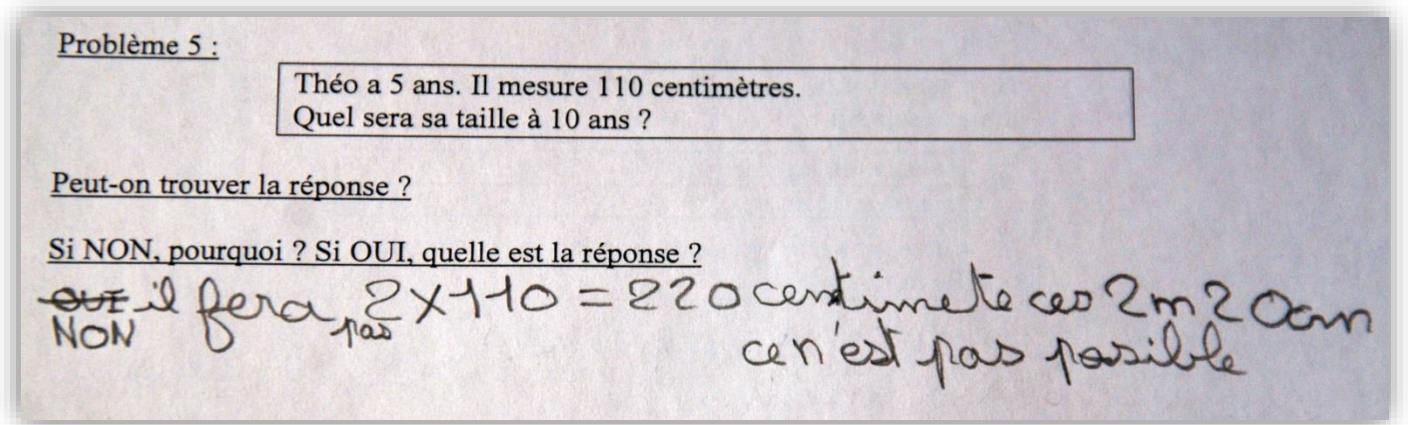 Problème 5 :
Théo a 5 ans. Il mesure 110 centimètres.
Quel sera sa taille à 10 ans ?
Peut-on trouver la réponse ?
Si NON, pourquoi ? Si OUI, quelle est la réponse ?
OUI il fera pas 2 × 110 = 220 centimete ces 2m20cm
NON ce n'est pas possible